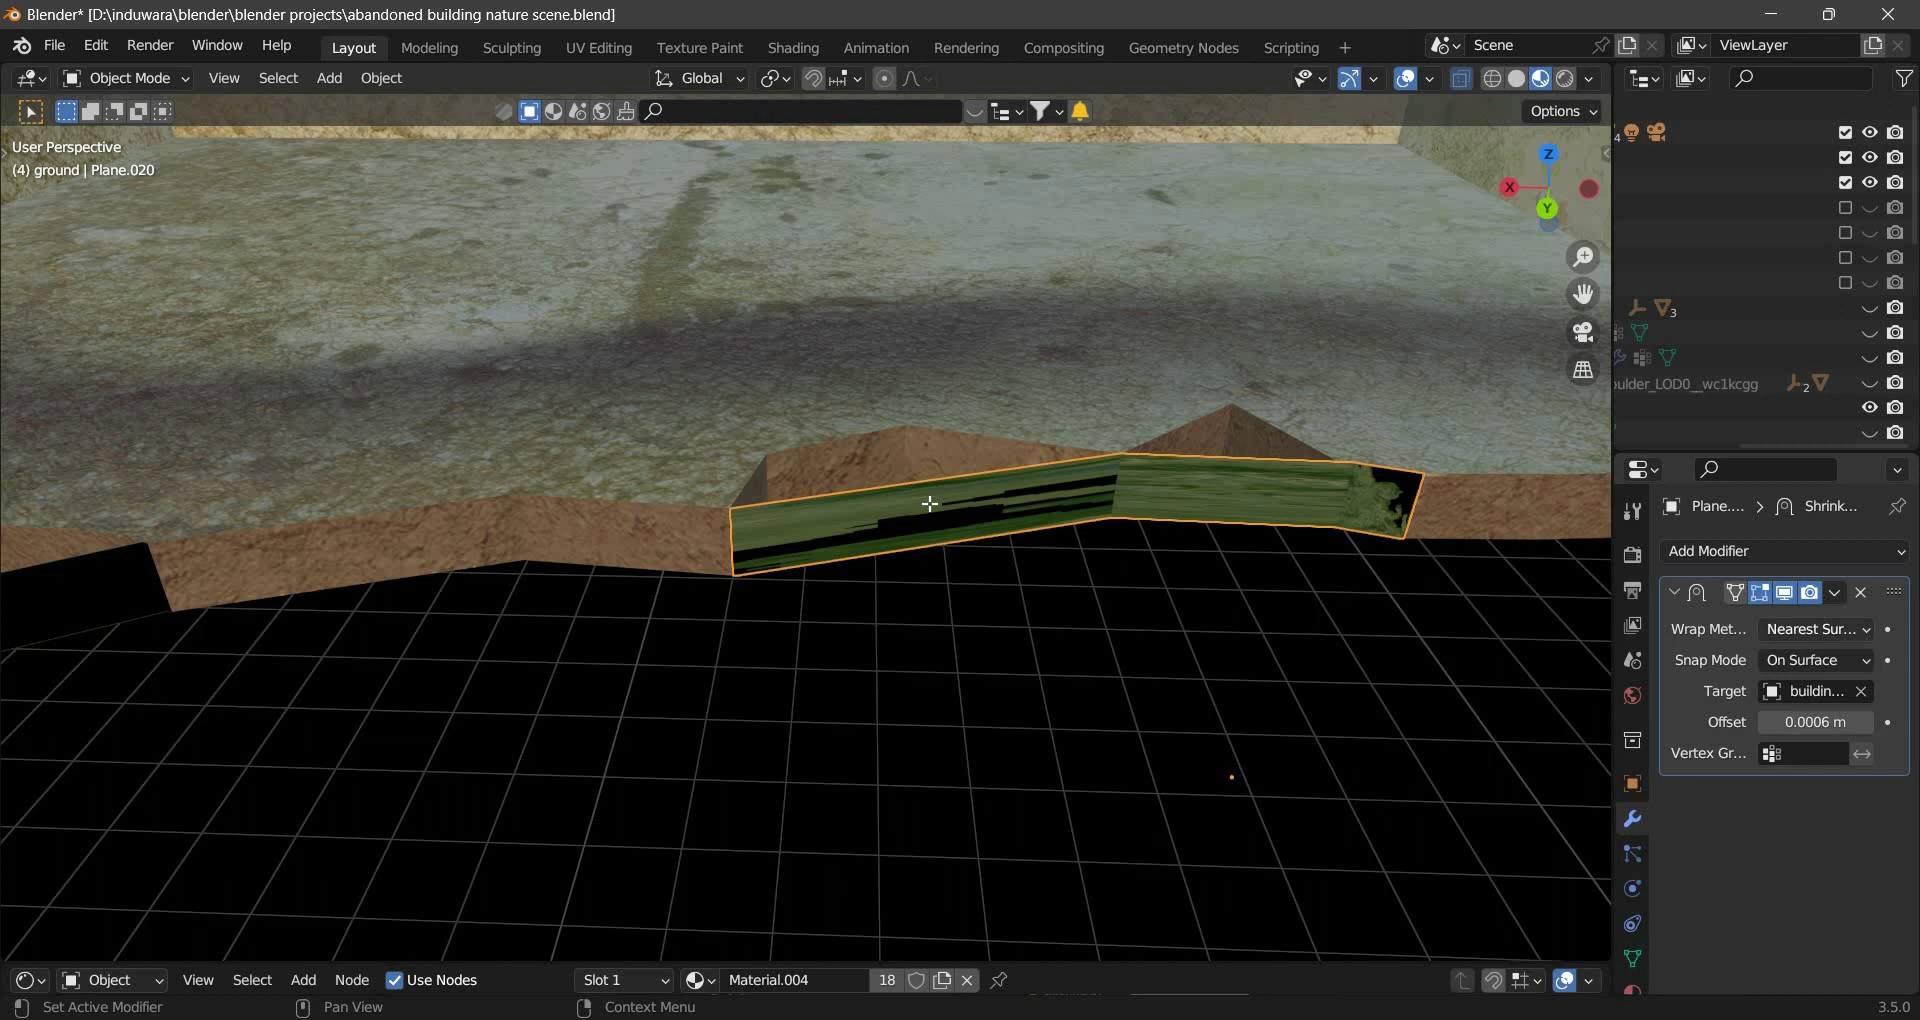 Blender* [D:\induwara\blender\blender projects\abandoned building nature scene.blend]
File Edit Render Window Help Layout Modeling Sculpting UV Editing Texture Paint Shading Animation Rendering Compositing Geometry Nodes Scripting + Scene ViewLayer
Object Mode View Select Add Object Global
Options
User Perspective
(4) ground | Plane.020
Z
X
Y
4
3
oulder_LOD0__wc1kcgg 2
Plane.... > Shrink...
Add Modifier
Wrap Met... Nearest Sur...
Snap Mode On Surface
Target buildin...
Offset 0.0006 m
Vertex Gr...
Object View Select Add Node Use Nodes Slot 1 Material.004 18
Set Active Modifier Pan View Context Menu 3.5.0